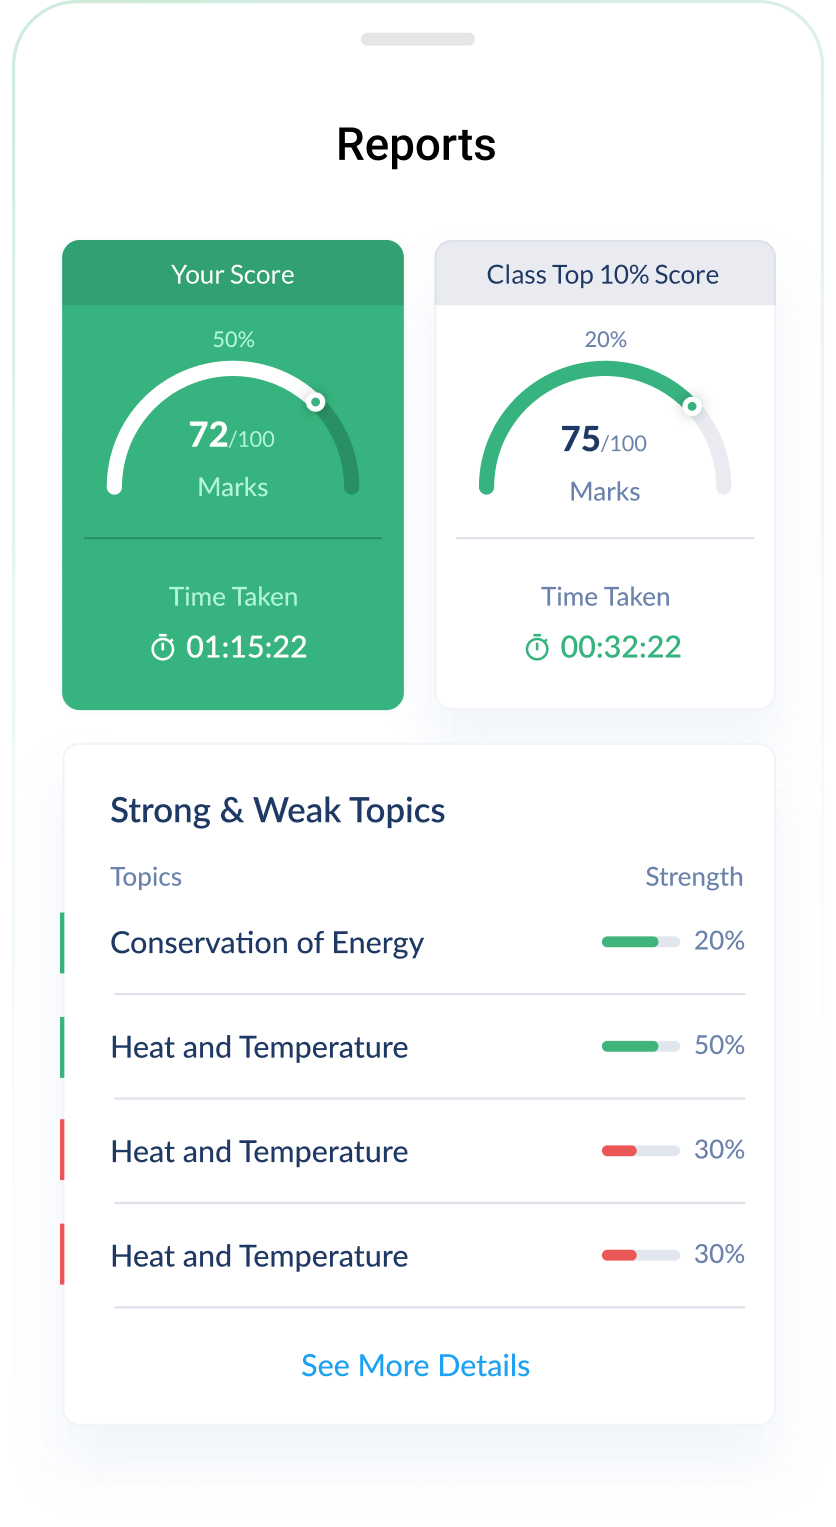 Reports
Your Score
50%
72/100
Marks
Time Taken
01:15:22
Class Top 10% Score
20%
75/100
Marks
Time Taken
00:32:22
Strong & Weak Topics
Topics Strength
Conservation of Energy 20%
Heat and Temperature 50%
Heat and Temperature 30%
Heat and Temperature 30%
See More Details